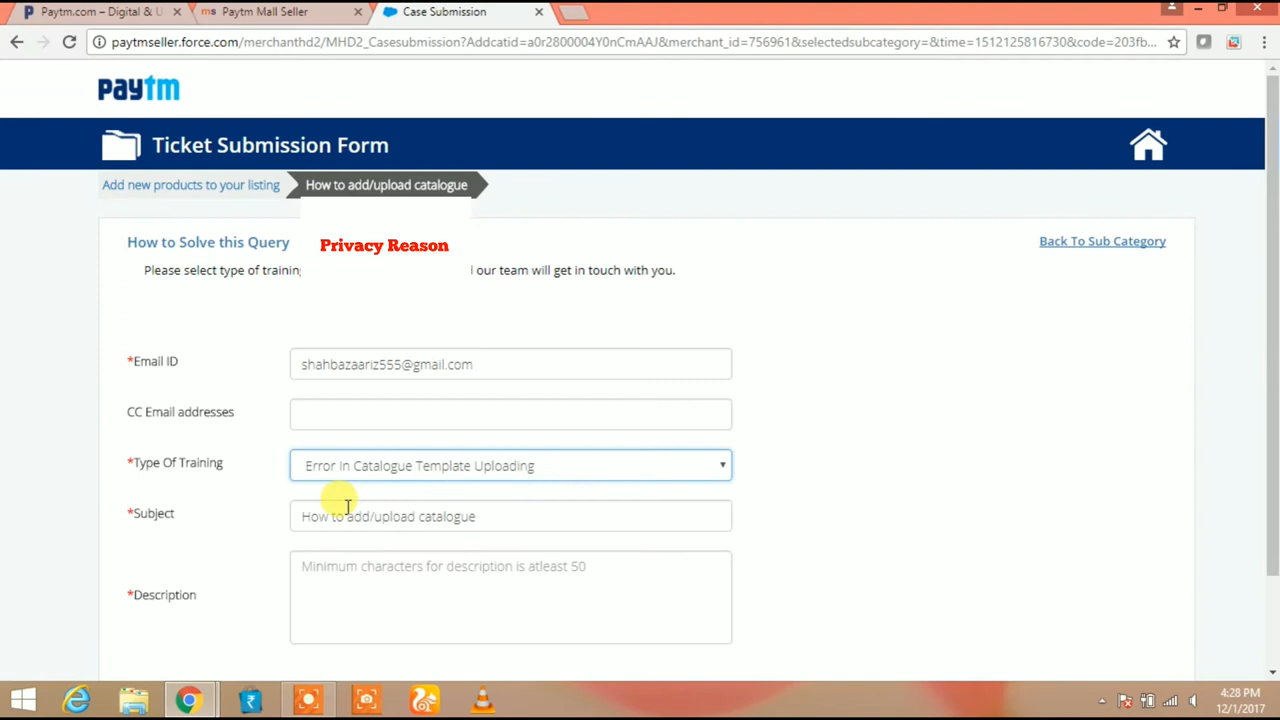 Paytm.com – Digital & U
Paytm Mall Seller
Case Submission
paytmseller.force.com/merchanthd2/MHD2_Casesubmission?Addcatid=a0r2800004Y0nCmAAJ&merchant_id=756961&selectedsubcategory=&time=1512125816730&code=203fb...
paytm
Ticket Submission Form
Add new products to your listing
How to add/upload catalogue
How to Solve this Query
Privacy Reason
Back To Sub Category
Please select type of training
our team will get in touch with you.
*Email ID
shahbazaariz555@gmail.com
CC Email addresses
*Type Of Training
Error In Catalogue Template Uploading
*Subject
How to add/upload catalogue
Minimum characters for description is atleast 50
*Description
4:28 PM
12/1/2017